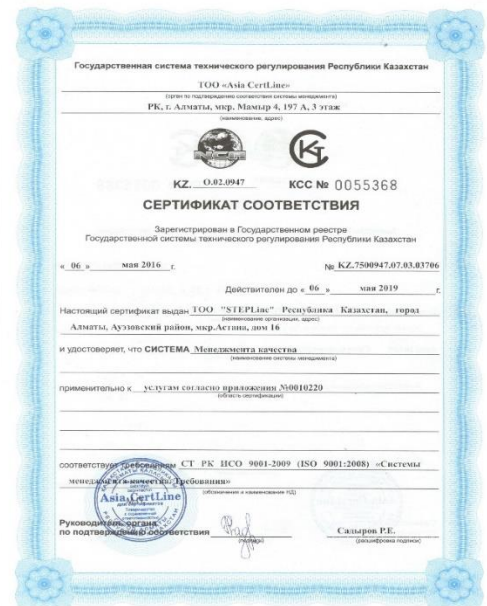 Государственная система технического регулирования Республики Казахстан
ТОО «Asia CertLine»
(орган по подтверждению соответствия системы менеджмента)
РК, г. Алматы, мкр. Мамыр 4, 197 А, 3 этаж
(наименование, адрес)
KZ. О.02.0947
КСС № 0055368
СЕРТИФИКАТ СООТВЕТСТВИЯ
Зарегистрирован в Государственном реестре
Государственной системы технического регулирования Республики Казахстан
« 06 » мая 2016 г.
№ KZ.7500947.07.03.03706
Действителен до « 06 » мая 2019 г.
Настоящий сертификат выдан ТОО "STEPLine" Республика Казахстан, город
(наименование организации, адрес)
Алматы, Ауэзовский район, мкр.Астана, дом 16
и удостоверяет, что СИСТЕМА Менеджмента качества
(наименование системы менеджмента)
применительно к услугам согласно приложения №0010220
(область сертификации)
соответствует требованиям СТ РК ИСО 9001-2009 (ISO 9001:2008) «Системы
менеджмента качества. Требования»
(обозначения и наименование НД)
Asia CertLine
Руководитель органа
по подтверждению соответствия
(подпись)
Садыров Р.Е.
(расшифровка подписи)